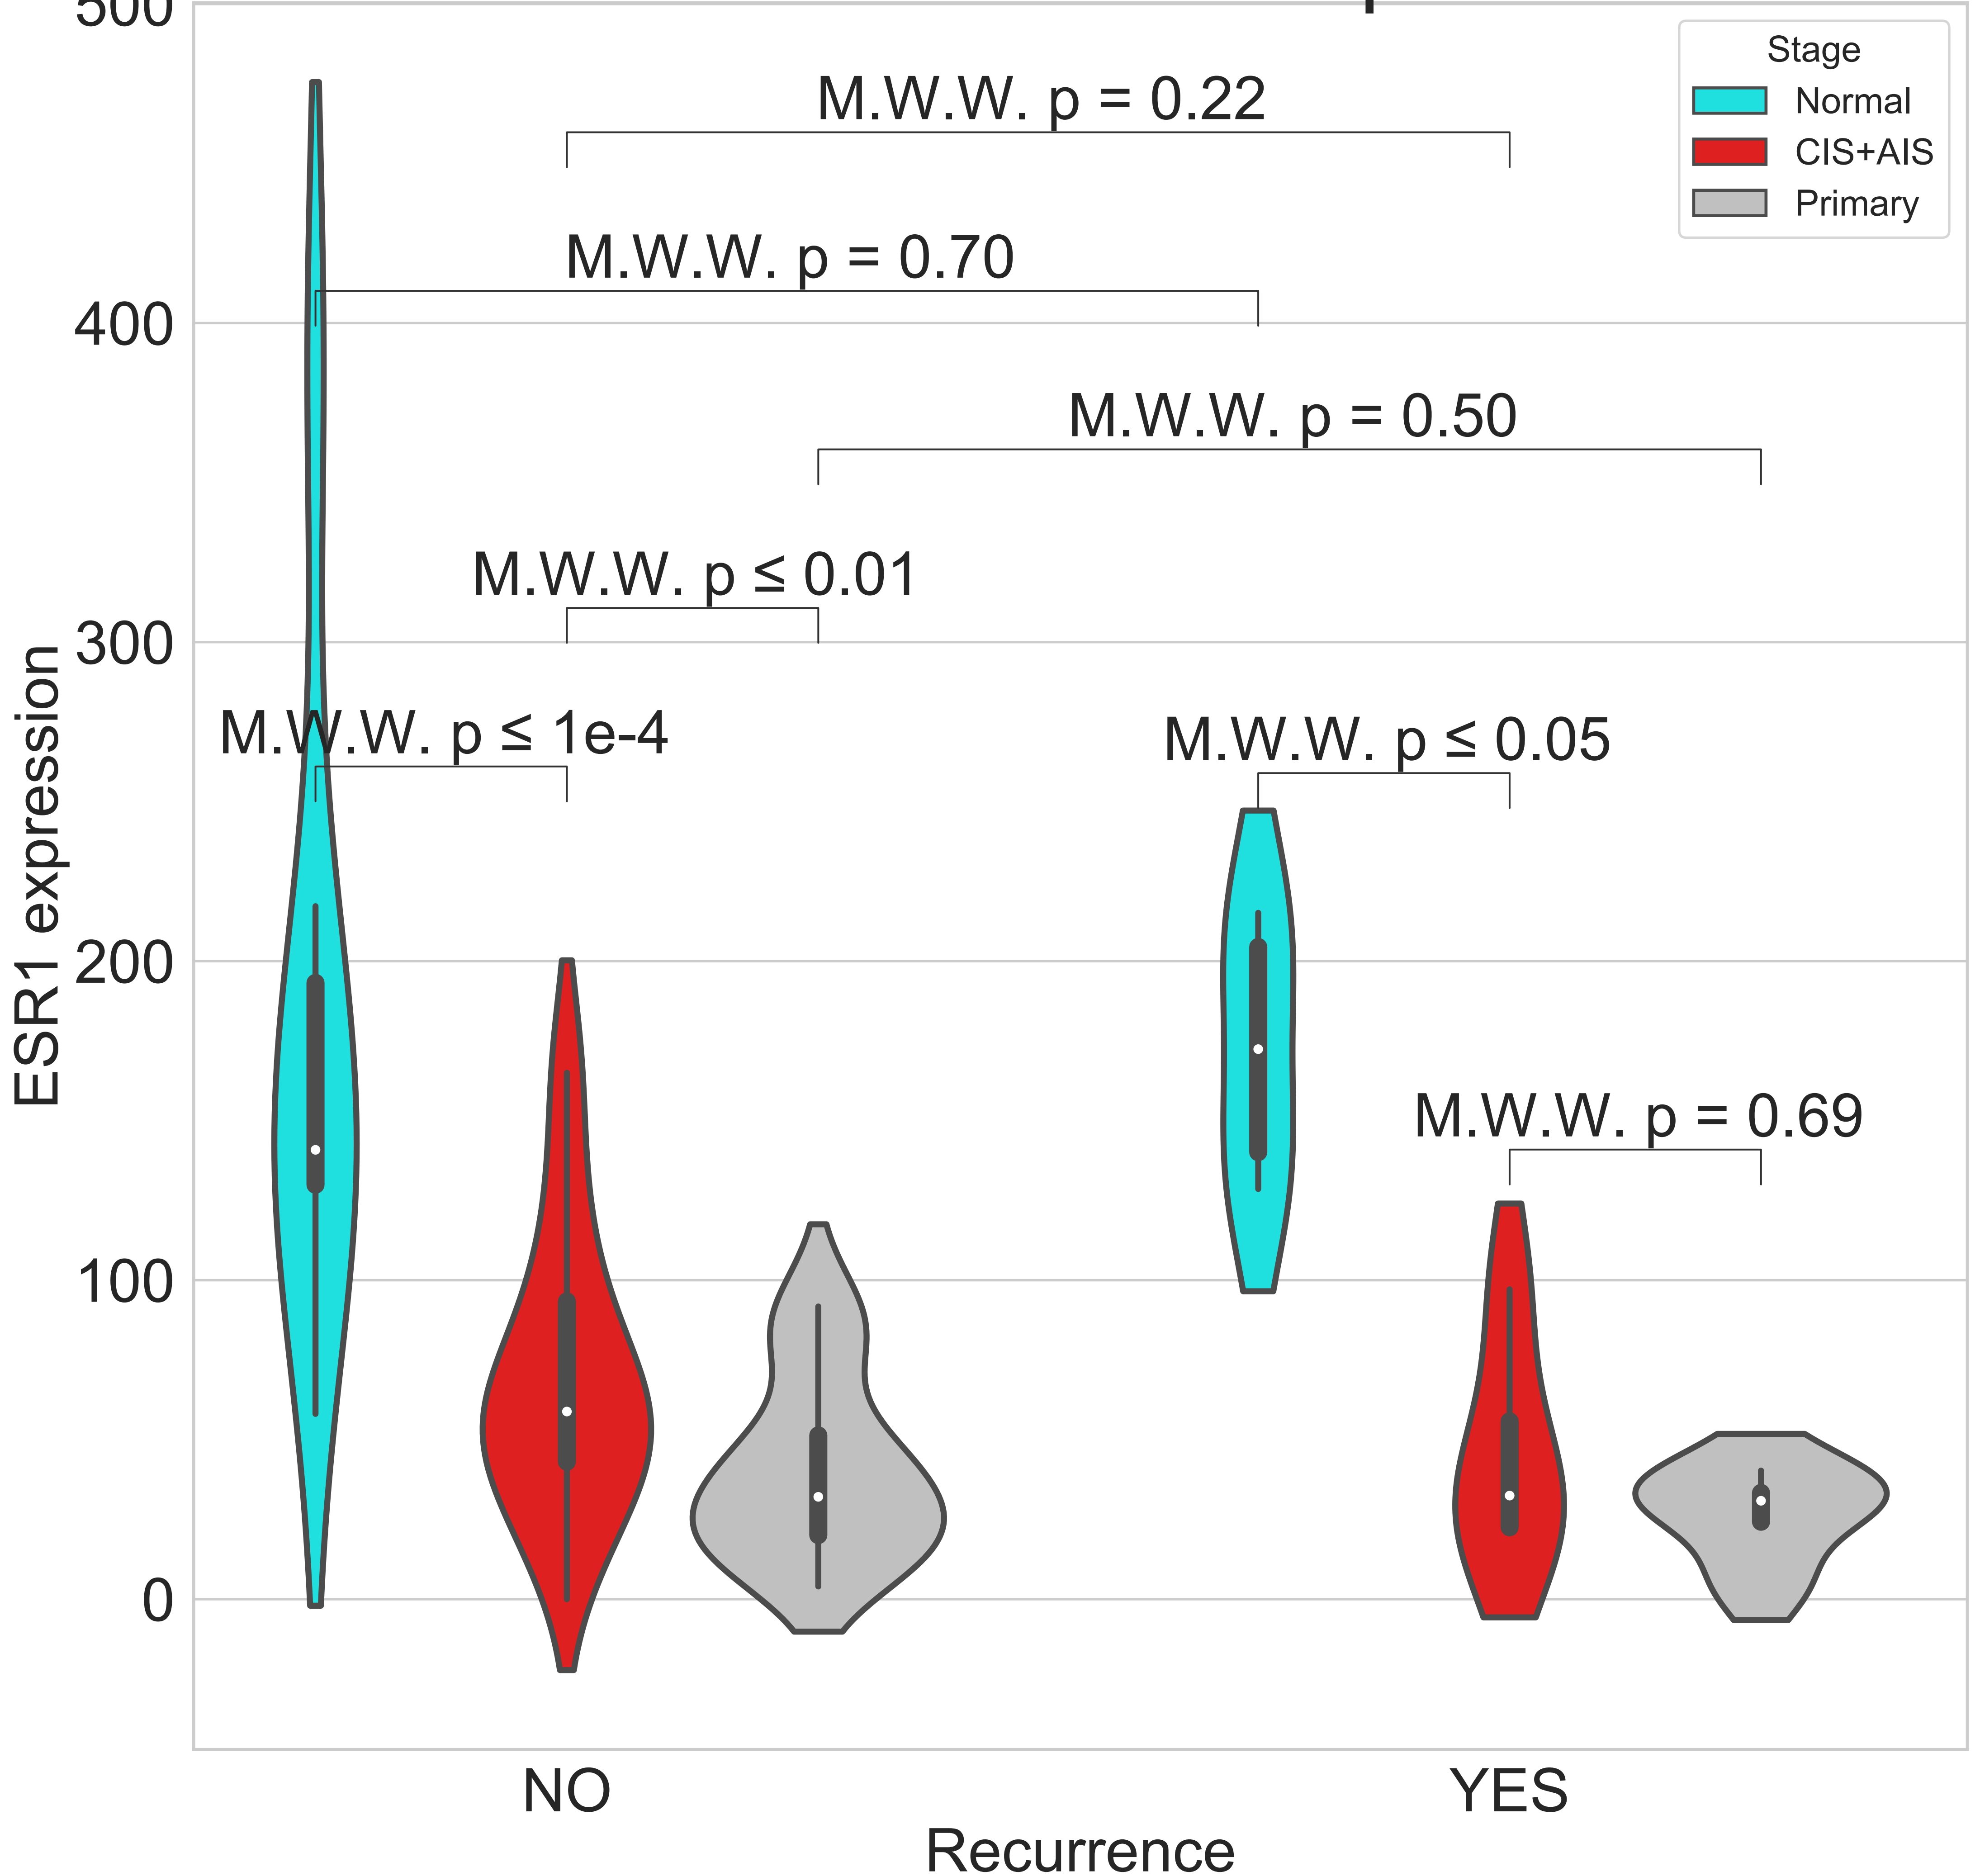 500
Stage
Normal
CIS+AIS
Primary
M.W.W. p = 0.22
M.W.W. p = 0.70
400
M.W.W. p = 0.50
M.W.W. p ≤ 0.01
300
M.W.W. p ≤ 1e-4
M.W.W. p ≤ 0.05
ESR1 expression
200
M.W.W. p = 0.69
100
0
NO
YES
Recurrence